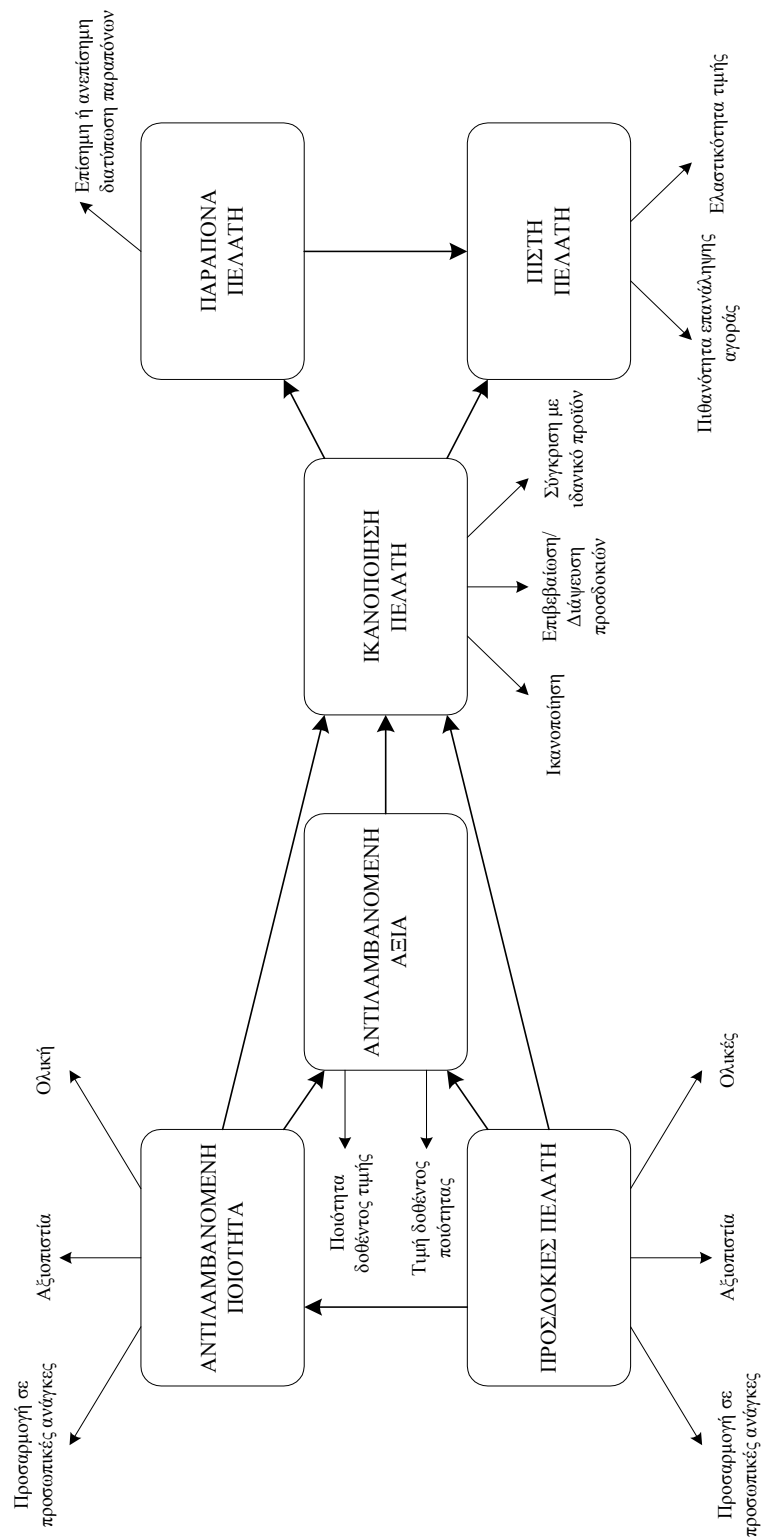 Προσαρμογή σε
προσωπικές ανάγκες
Αξιοπιστία
Ολική
ΑΝΤΙΛΑΜΒΑΝΟΜΕΝΗ
ΠΟΙΟΤΗΤΑ
Ποιότητα
δοθέντος τιμής
Τιμή δοθέντος
ποιότητας
ΠΡΟΣΔΟΚΙΕΣ ΠΕΛΑΤΗ
Προσαρμογή σε
προσωπικές ανάγκες
Αξιοπιστία
Ολικές
ΑΝΤΙΛΑΜΒΑΝΟΜΕΝΗ
ΑΞΙΑ
ΙΚΑΝΟΠΟΙΗΣΗ
ΠΕΛΑΤΗ
Ικανοποίηση
Επιβεβαίωση/
Διάψευση
προσδοκιών
Σύγκριση με
ιδανικό προϊόν
Επίσημη ή ανεπίσημη
διατύπωση παραπόνων
ΠΑΡΑΠΟΝΑ
ΠΕΛΑΤΗ
ΠΙΣΤΗ
ΠΕΛΑΤΗ
Πιθανότητα επανάληψης
αγοράς
Ελαστικότητα τιμής